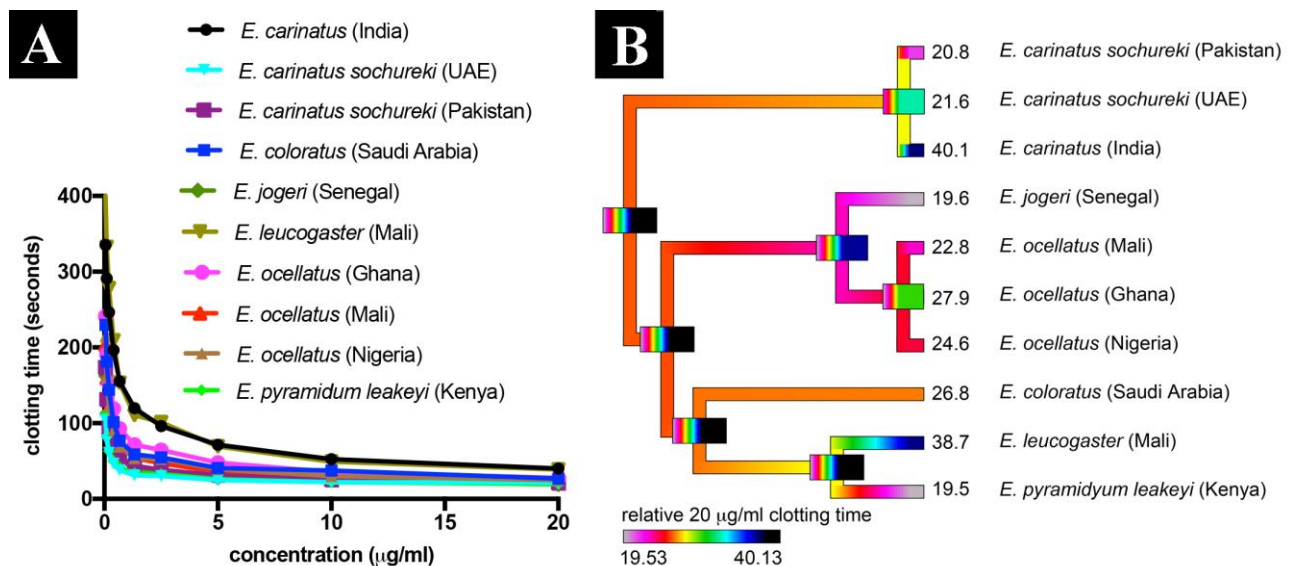 A
E. carinatus (India)
E. carinatus sochureki (UAE)
E. carinatus sochureki (Pakistan)
E. coloratus (Saudi Arabia)
E. jogeri (Senegal)
E. leucogaster (Mali)
E. ocellatus (Ghana)
E. ocellatus (Mali)
E. ocellatus (Nigeria)
E. pyramidum leakeyi (Kenya)
clotting time (seconds)
400
300
200
100
0
0
5
10
15
20
concentration (μg/ml)
B
20.8 E. carinatus sochureki (Pakistan)
21.6 E. carinatus sochureki (UAE)
40.1 E. carinatus (India)
19.6 E. jogeri (Senegal)
22.8 E. ocellatus (Mali)
27.9 E. ocellatus (Ghana)
24.6 E. ocellatus (Nigeria)
26.8 E. coloratus (Saudi Arabia)
38.7 E. leucogaster (Mali)
19.5 E. pyramidyum leakeyi (Kenya)
relative 20 μg/ml clotting time
19.53 40.13